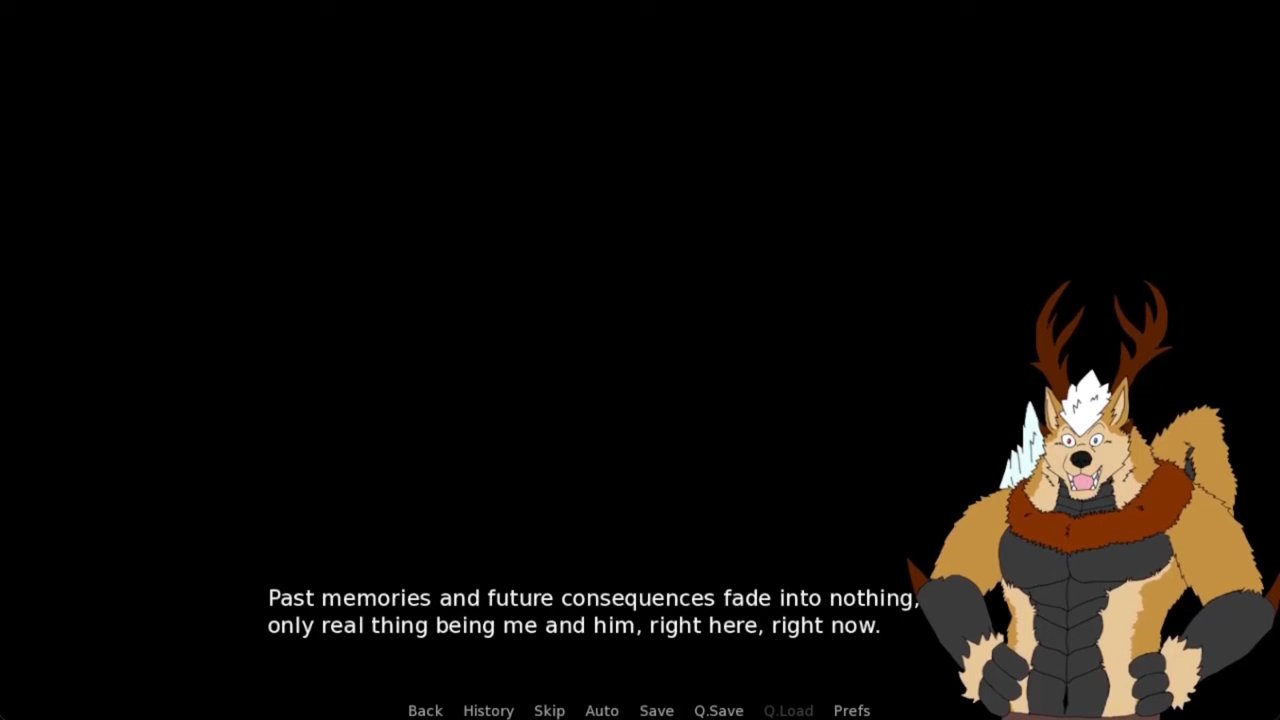 Past memories and future consequences fade into nothing,
only real thing being me and him, right here, right now.
Back History Skip Auto Save Q.Save Q.Load Prefs